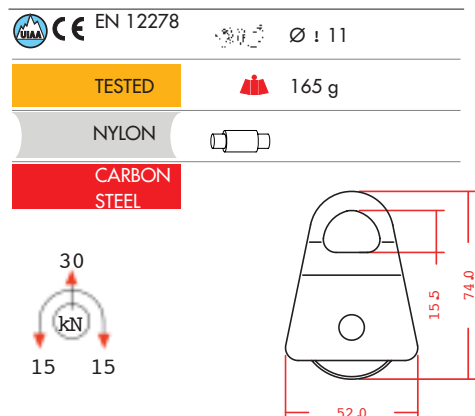 UIAA CE EN 12278
Ø ! 11
TESTED
165 g
NYLON
CARBON
STEEL
30
kN
15 15
15.5
74.0
52.0